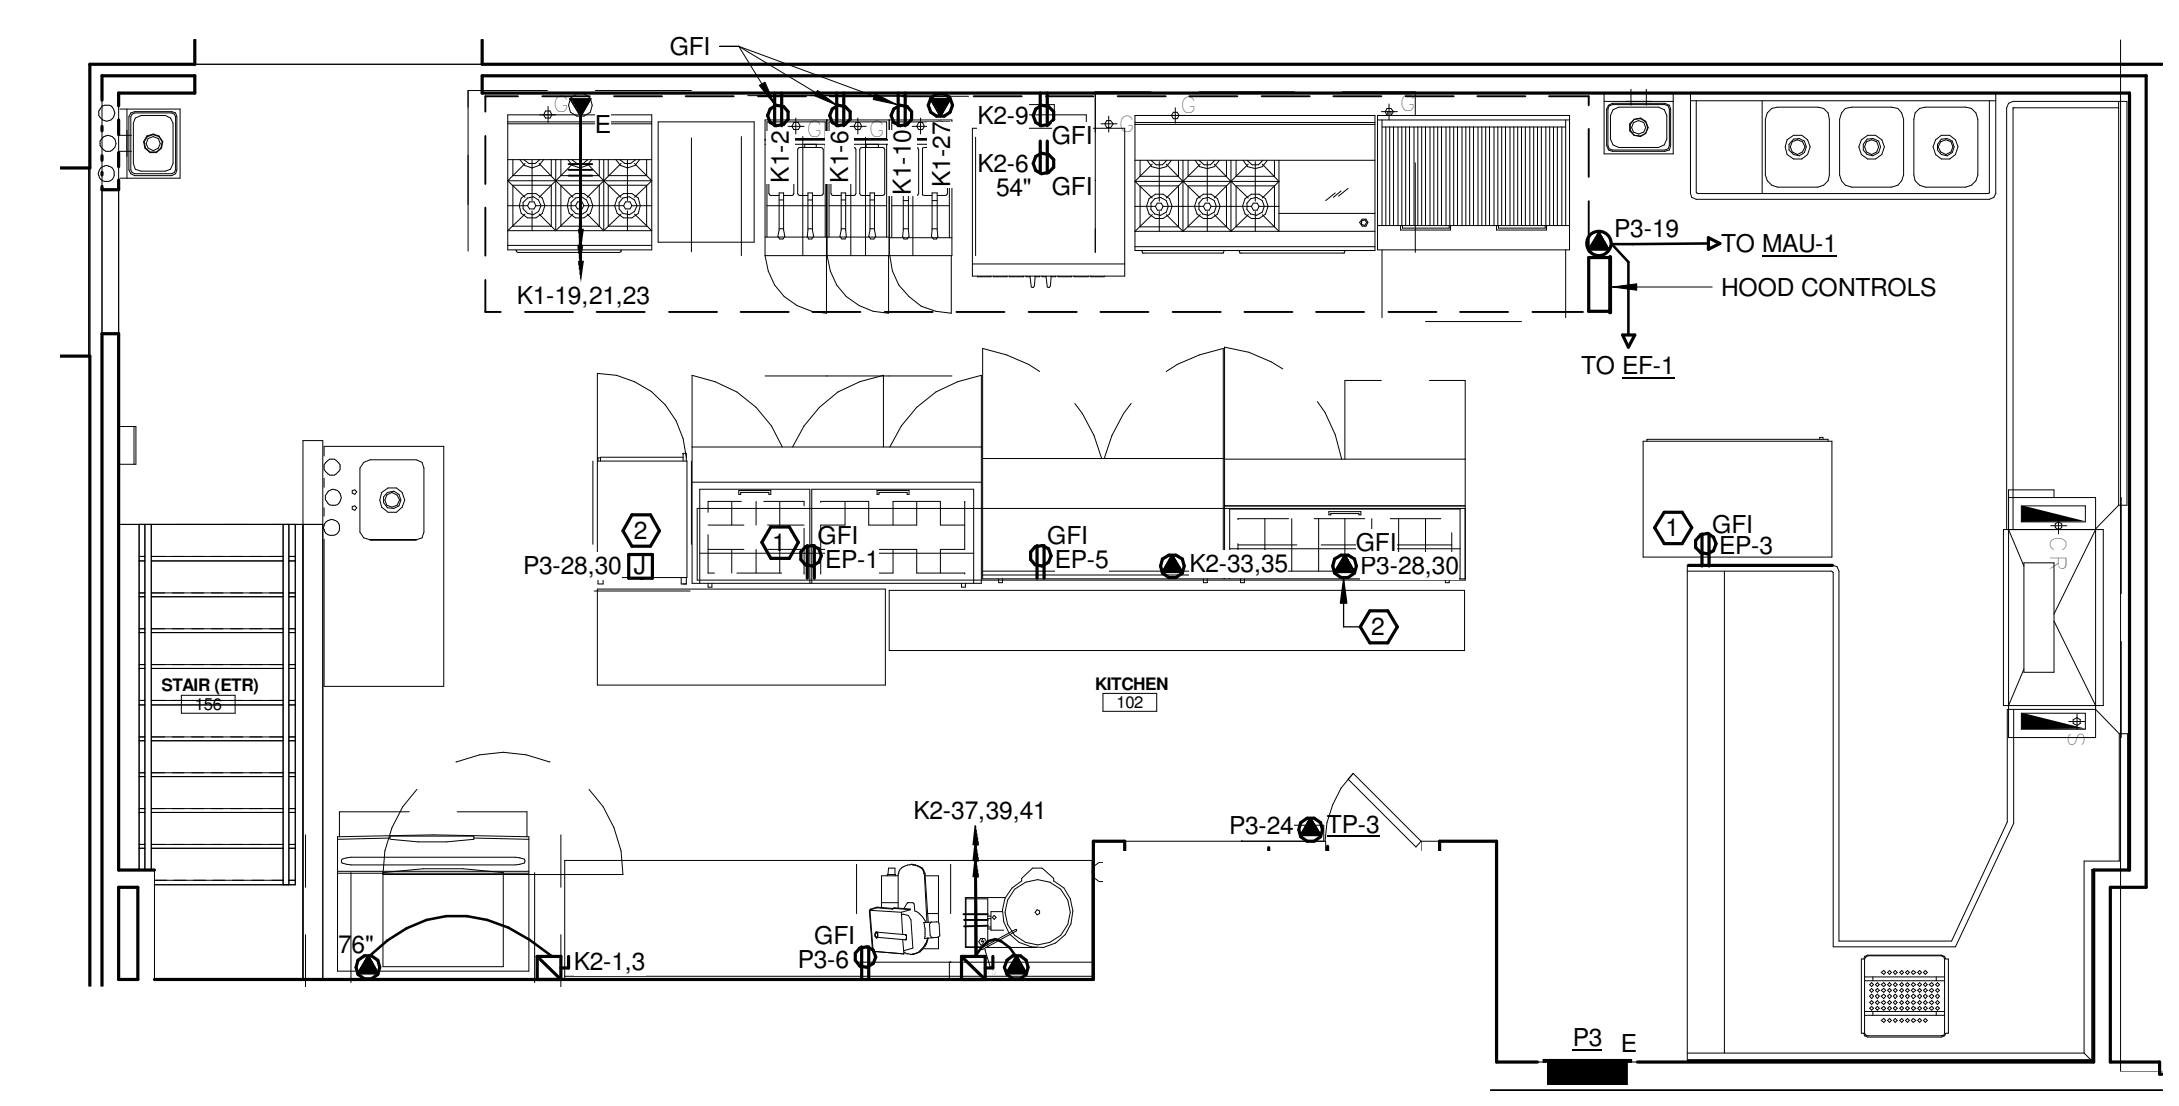 GFI
G
E
G
G
G
G
G
G
K1-2
K1-6
K1-10
K1-27
K2-9
GFI
K2-6
54"
GFI
P3-19
TO MAU-1
K1-19,21,23
HOOD CONTROLS
TO EF-1
2
1
GFI
GFI
GFI
1
GFI
P3-28,30
J
EP-1
EP-5
K2-33,35
P3-28,30
EP-3
C R
2
STAIR (ETR)
156
KITCHEN
102
S
K2-37,39,41
P3-24
TP-3
76"
GFI
K2-1,3
P3-6
P3
E